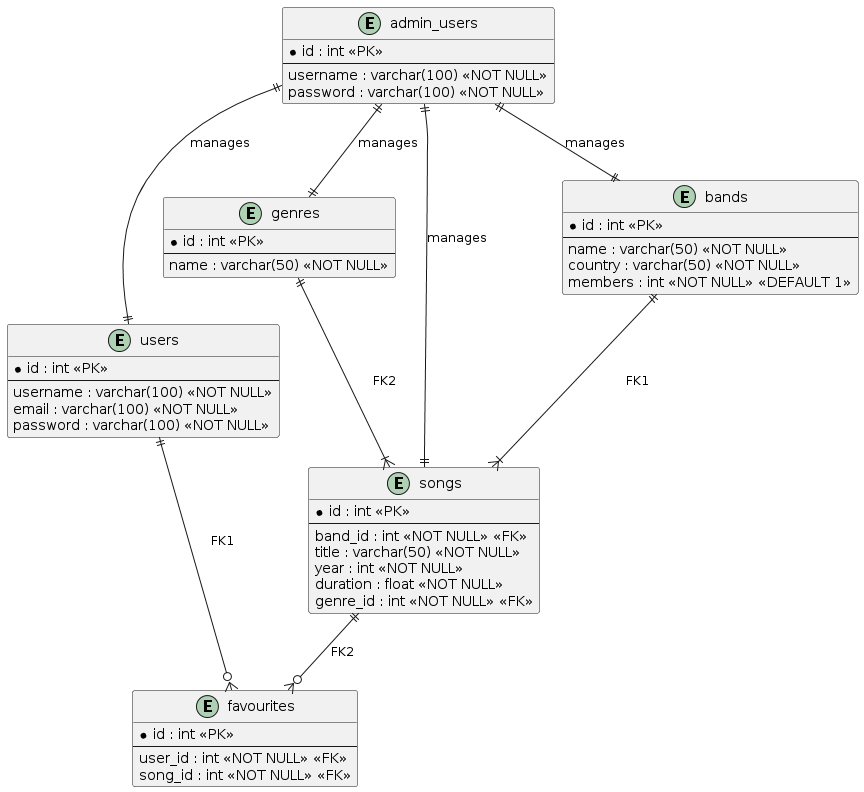 E admin_users
id : int «PK»
username : varchar(100) «NOT NULL»
password : varchar(100) «NOT NULL»
manages
manages
manages
manages
E genres
id : int «PK»
name : varchar(50) «NOT NULL»
E bands
id : int «PK»
name : varchar(50) «NOT NULL»
country : varchar(50) «NOT NULL»
members : int «NOT NULL» «DEFAULT 1»
E users
id : int «PK»
username : varchar(100) «NOT NULL»
email : varchar(100) «NOT NULL»
password : varchar(100) «NOT NULL»
FK2
FK1
E songs
id : int «PK»
band_id : int «NOT NULL» «FK»
title : varchar(50) «NOT NULL»
year : int «NOT NULL»
duration : float «NOT NULL»
genre_id : int «NOT NULL» «FK»
FK1
FK2
E favourites
id : int «PK»
user_id : int «NOT NULL» «FK»
song_id : int «NOT NULL» «FK»